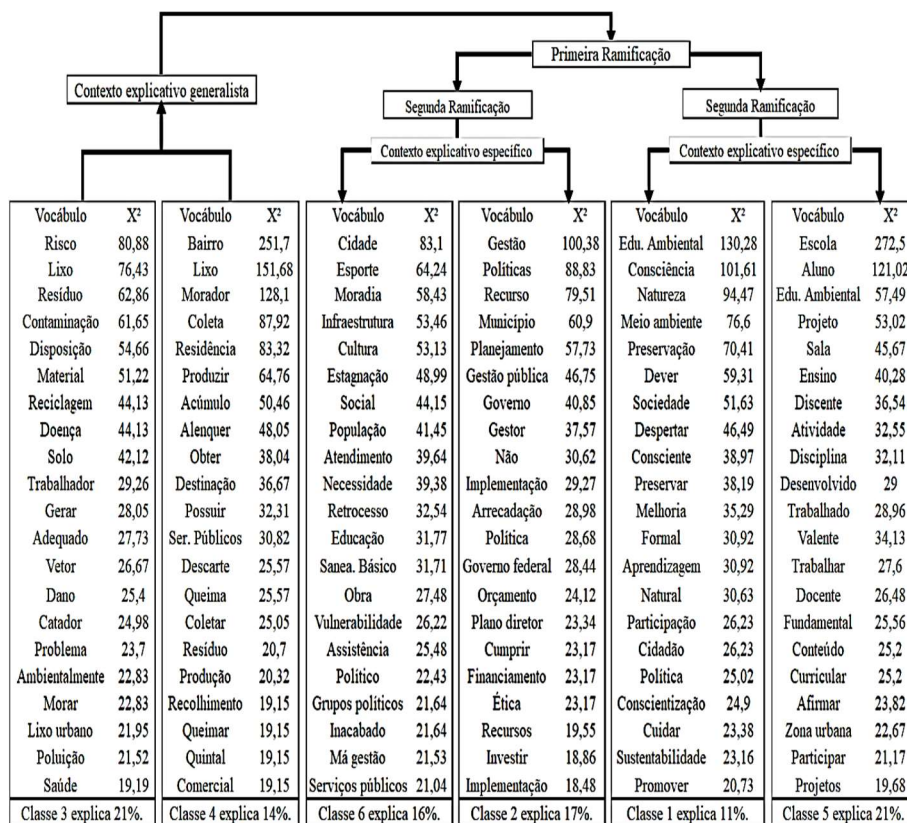 Primeira Ramificação
Contexto explicativo generalista
Segunda Ramificação Segunda Ramificação
Contexto explicativo específico Contexto explicativo específico
Vocábulo X² Vocábulo X² Vocábulo X² Vocábulo X² Vocábulo X² Vocábulo X²
Risco 80,88 Bairro 251,7 Cidade 83,1 Gestão 100,38 Edu. Ambiental 130,28 Escola 272,5
Lixo 76,43 Lixo 151,68 Esporte 64,24 Políticas 88,83 Consciência 101,61 Aluno 121,02
Resíduo 62,86 Morador 128,1 Moradia 58,43 Recurso 79,51 Natureza 94,47 Edu. Ambiental 57,49
Contaminação 61,65 Coleta 87,92 Infraestrutura 53,46 Município 60,9 Meio ambiente 76,6 Projeto 53,02
Disposição 54,66 Residência 83,32 Cultura 53,13 Planejamento 57,73 Preservação 70,41 Sala 45,67
Material 51,22 Produzir 64,76 Estagnação 48,99 Gestão pública 46,75 Dever 59,31 Ensino 40,28
Reciclagem 44,13 Acúmulo 50,46 Social 44,15 Governo 40,85 Sociedade 51,63 Discente 36,54
Doença 44,13 Alenquer 48,05 População 41,45 Gestor 37,57 Despertar 46,49 Atividade 32,55
Solo 42,12 Obter 38,04 Atendimento 39,64 Não 30,62 Consciente 38,97 Disciplina 32,11
Trabalhador 29,26 Destinação 36,67 Necessidade 39,38 Implementação 29,27 Preservar 38,19 Desenvolvido 29
Gerar 28,05 Possuir 32,31 Retrocesso 32,54 Arrecadação 28,98 Melhoria 35,29 Trabalhado 28,96
Adequado 27,73 Ser. Públicos 30,82 Educação 31,77 Política 28,68 Formal 30,92 Valente 34,13
Vetor 26,67 Descarte 25,57 Sanea. Básico 31,71 Governo federal 28,44 Aprendizagem 30,92 Trabalhar 27,6
Dano 25,4 Queima 25,57 Obra 27,48 Orçamento 24,12 Natural 30,63 Docente 26,48
Catador 24,98 Coletar 25,05 Vulnerabilidade 26,22 Plano diretor 23,34 Participação 26,23 Fundamental 25,56
Problema 23,7 Resíduo 20,7 Assistência 25,48 Cumprir 23,17 Cidadão 26,23 Conteúdo 25,2
Ambientalmente 22,83 Produção 20,32 Político 22,43 Financiamento 23,17 Política 25,02 Curricular 25,2
Morar 22,83 Recolhimento 19,15 Grupos políticos 21,64 Ética 23,17 Conscientização 24,9 Afirmar 23,82
Lixo urbano 21,95 Queimar 19,15 Inacabado 21,64 Recursos 19,55 Cuidar 23,38 Zona urbana 22,67
Poluição 21,52 Quintal 19,15 Má gestão 21,53 Investir 18,86 Sustentabilidade 23,16 Participar 21,17
Saúde 19,19 Comercial 19,15 Serviços públicos 21,04 Implementação 18,48 Promover 20,73 Projetos 19,68
Classe 3 explica 21%. Classe 4 explica 14%. Classe 6 explica 16%. Classe 2 explica 17%. Classe 1 explica 11%. Classe 5 explica 21%.